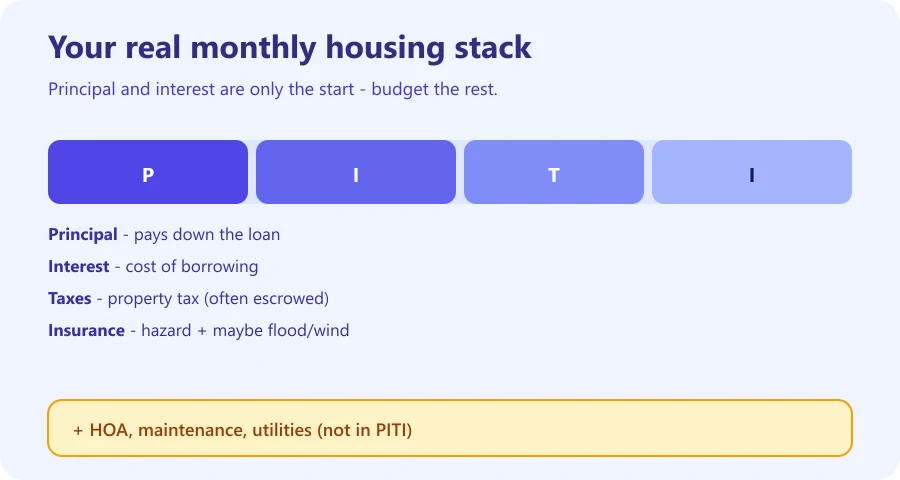 Your real monthly housing stack
Principal and interest are only the start - budget the rest.
P I T I
Principal - pays down the loan
Interest - cost of borrowing
Taxes - property tax (often escrowed)
Insurance - hazard + maybe flood/wind
+ HOA, maintenance, utilities (not in PITI)